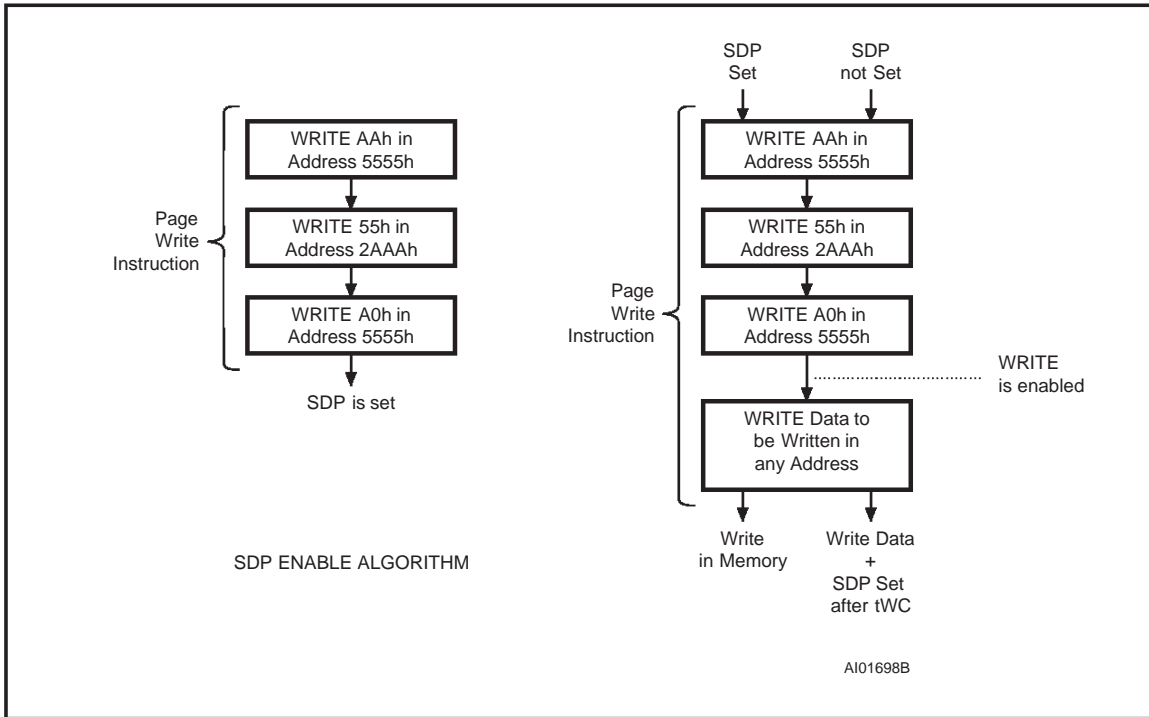 Page
Write
Instruction
WRITE AAh in
Address 5555h
WRITE 55h in
Address 2AAAh
WRITE A0h in
Address 5555h
SDP is set
SDP ENABLE ALGORITHM
SDP
Set
SDP
not Set
Page
Write
Instruction
WRITE AAh in
Address 5555h
WRITE 55h in
Address 2AAAh
WRITE A0h in
Address 5555h
WRITE
is enabled
WRITE Data to
be Written in
any Address
Write
in Memory
Write Data
+
SDP Set
after tWC
AI01698B